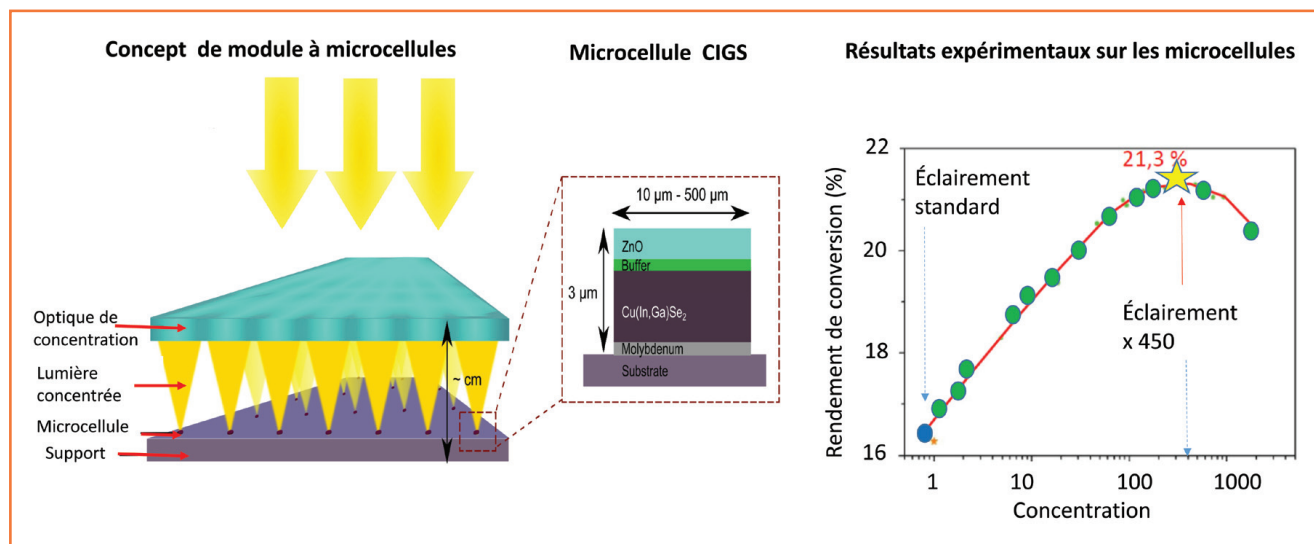 Concept de module à microcellules
Optique de
concentration
Lumière
concentrée
Microcellule
Support
~ cm
Microcellule CIGS
10 µm - 500 µm
3 µm
ZnO
Buffer
Cu(In,Ga)Se₂
Molybdenum
Substrate
Résultats expérimentaux sur les microcellules
Rendement de conversion (%)
22
20
18
16
21,3 %
Éclairement
standard
Éclairement
x 450
1
10
100
1000
Concentration